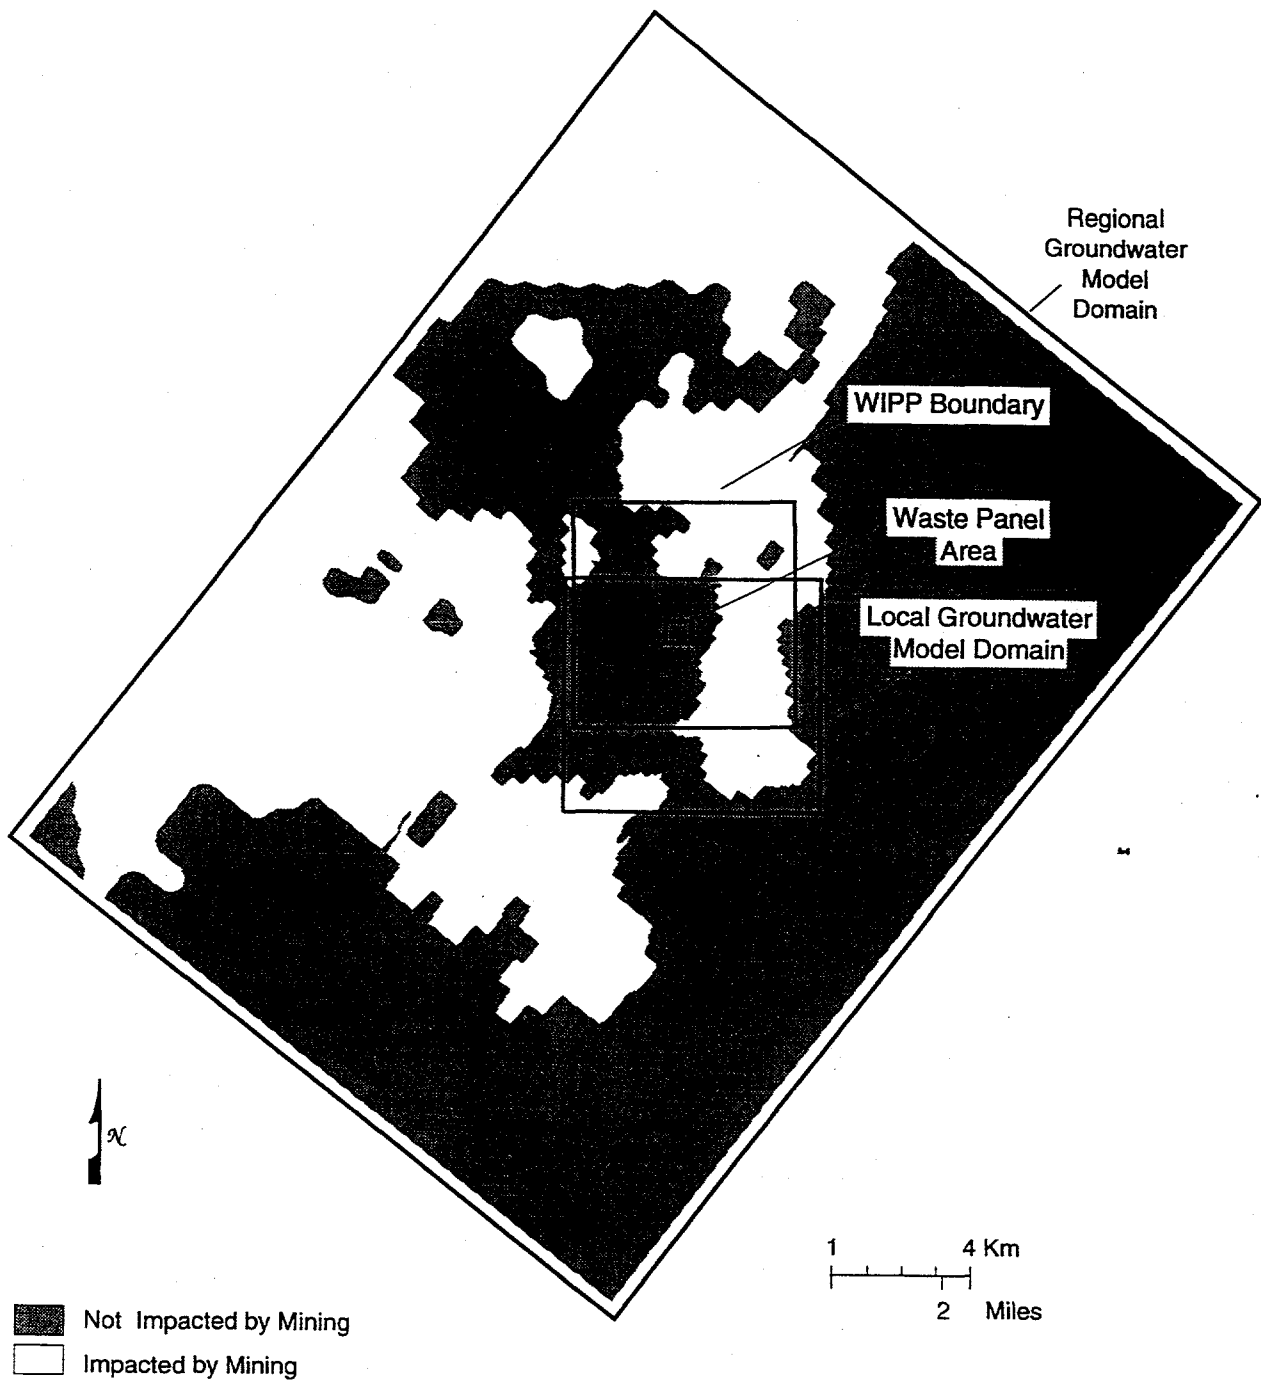 Regional
Groundwater
Model
Domain
WIPP Boundary
Waste Panel
Area
Local Groundwater
Model Domain
N
1 4 Km
2 Miles
Not Impacted by Mining
Impacted by Mining